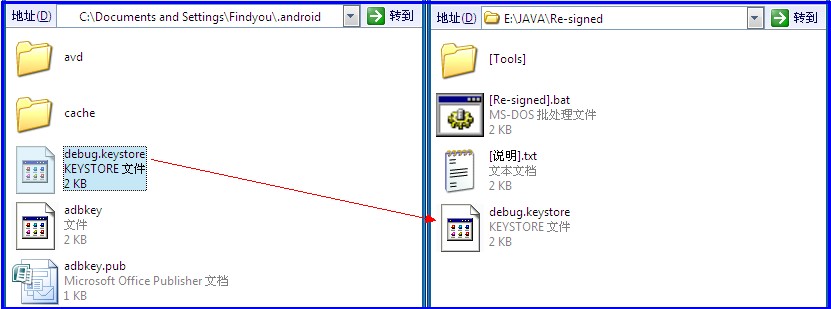 地址(D) C:\Documents and Settings\Findyou\.android 转到
avd
cache
debug.keystore
KEYSTORE 文件
2 KB
adbkey
文件
2 KB
adbkey.pub
Microsoft Office Publisher 文档
1 KB
地址(D) E:\JAVA\Re-signed 转到
[Tools]
[Re-signed].bat
MS-DOS 批处理文件
2 KB
[说明].txt
文本文档
2 KB
debug.keystore
KEYSTORE 文件
2 KB